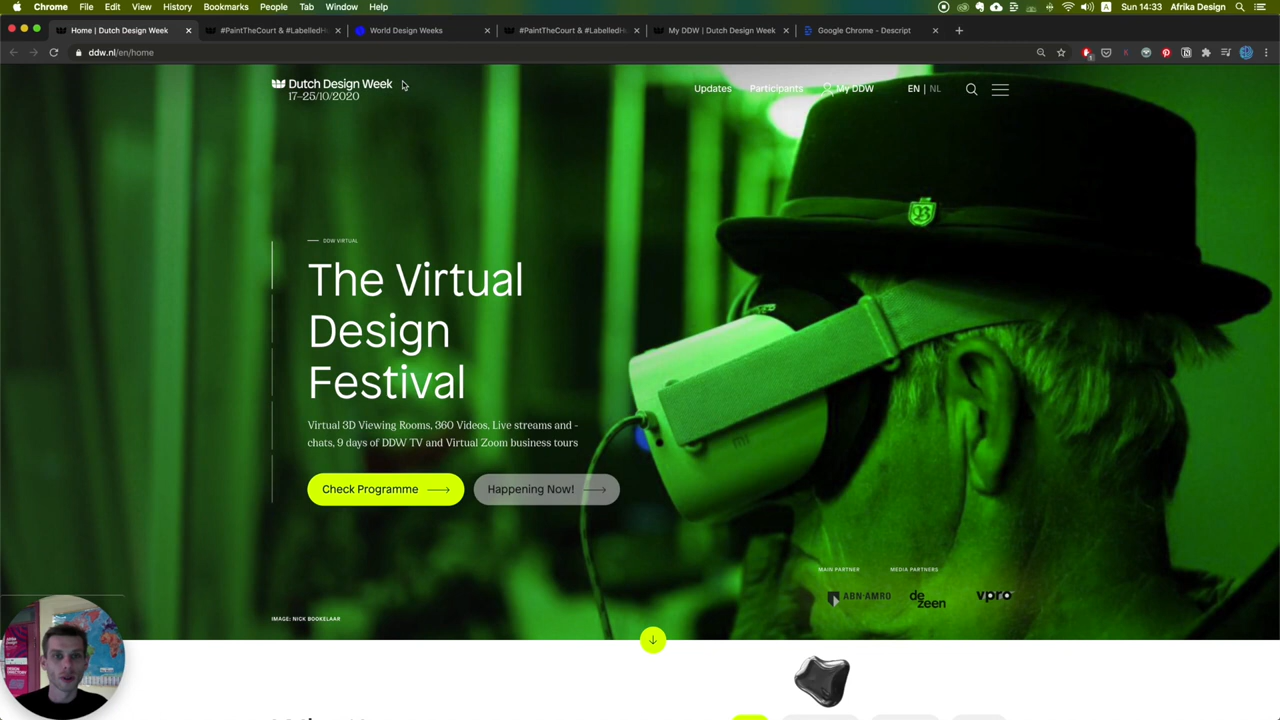 Chrome File Edit View History Bookmarks People Tab Window Help
Sun 14:33 Afrika Design
Home | Dutch Design Week
#PaintTheCourt & #LabelledHu
World Design Weeks
#PaintTheCourt & #LabelledHu
My DDW | Dutch Design Week
Google Chrome - Descript
ddw.nl/en/home
Dutch Design Week
17–25/10/2020
Updates
Participants
My DDW
EN | NL
DDW VIRTUAL
The Virtual
Design
Festival
Virtual 3D Viewing Rooms, 360 Videos, Live streams and -
chats, 9 days of DDW TV and Virtual Zoom business tours
Check Programme
Happening Now!
MAIN PARTNER
MEDIA PARTNERS
ABN·AMRO
de
zeen
vpro
IMAGE: NICK BOOKELAAR